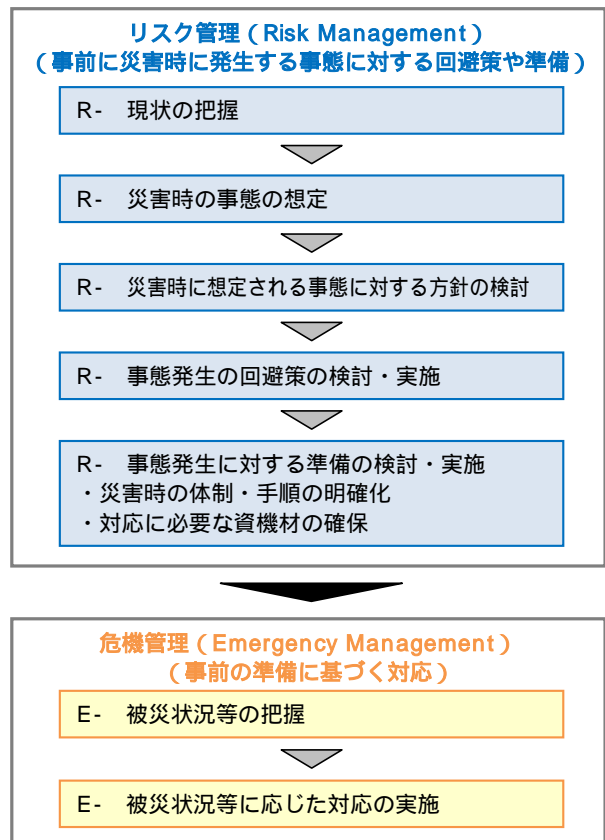 リスク管理（Risk Management）
（事前に災害時に発生する事態に対する回避策や準備）
R-　現状の把握
R-　災害時の事態の想定
R-　災害時に想定される事態に対する方針の検討
R-　事態発生の回避策の検討・実施
R-　事態発生に対する準備の検討・実施
・災害時の体制・手順の明確化
・対応に必要な資機材の確保
危機管理（Emergency Management）
（事前の準備に基づく対応）
E-　被災状況等の把握
E-　被災状況等に応じた対応の実施